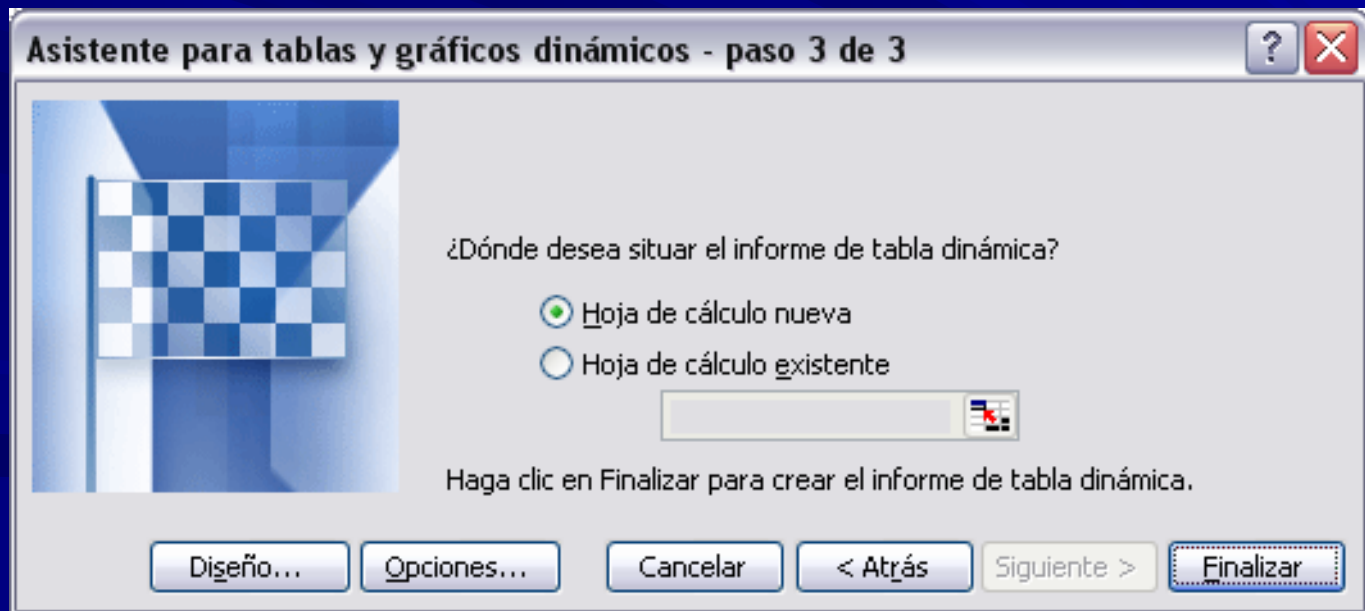 Asistente para tablas y gráficos dinámicos - paso 3 de 3
¿Dónde desea situar el informe de tabla dinámica?
Hoja de cálculo nueva
Hoja de cálculo existente
Haga clic en Finalizar para crear el informe de tabla dinámica.
Diseño... Opciones... Cancelar < Atrás Siguiente > Finalizar